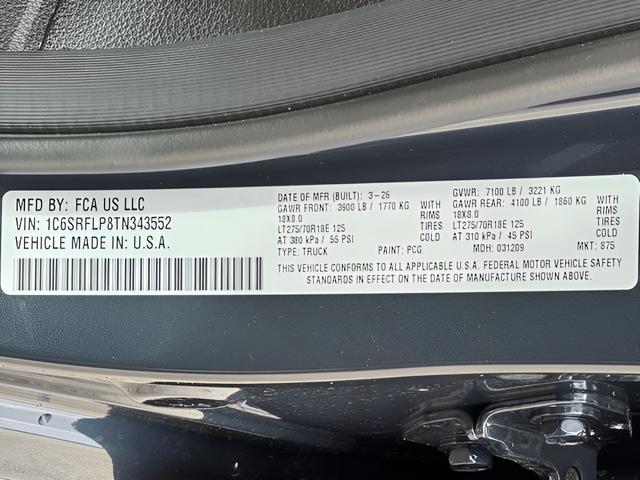 MFD BY: FCA US LLC
VIN: 1C6SRFLP8TN343552
VEHICLE MADE IN: U.S.A.
DATE OF MFR (BUILT): 3-26
GAWR FRONT: 3900 LB / 1770 KG WITH
18X8.0 RIMS
LT275/70R18E 125 TIRES
AT 380 kPa / 55 PSI COLD
TYPE: TRUCK PAINT: PCG
GVWR: 7100 LB / 3221 KG
GAWR REAR: 4100 LB / 1860 KG WITH
18X8.0 RIMS
LT275/70R18E 125 TIRES
AT 310 kPa / 45 PSI COLD
MDH: 031209 MKT: 875
THIS VEHICLE CONFORMS TO ALL APPLICABLE U.S.A. FEDERAL MOTOR VEHICLE SAFETY
STANDARDS IN EFFECT ON THE DATE OF MANUFACTURE SHOWN ABOVE.